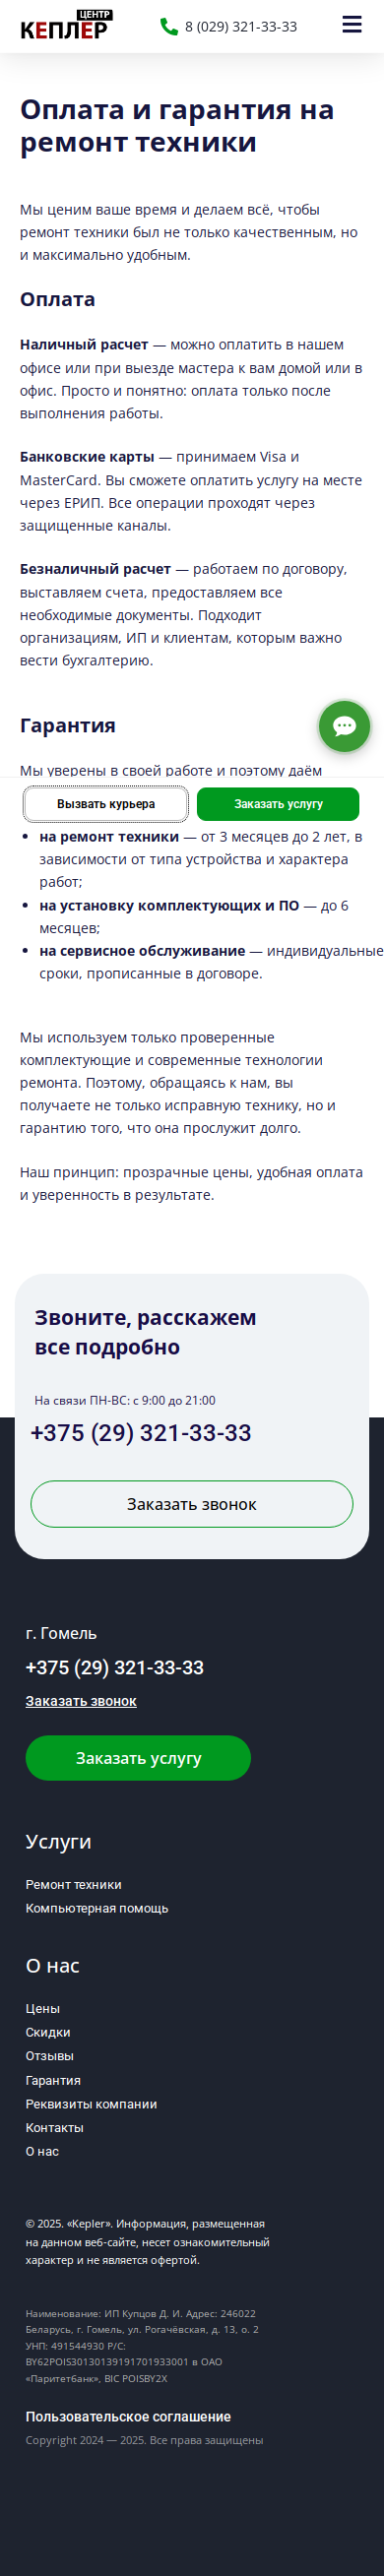 ЦЕНТР
КЕПЛЕР
8 (029) 321-33-33
Оплата и гарантия на
ремонт техники
Мы ценим ваше время и делаем всё, чтобы
ремонт техники был не только качественным, но
и максимально удобным.
Оплата
Наличный расчет — можно оплатить в нашем
офисе или при выезде мастера к вам домой или в
офис. Просто и понятно: оплата только после
выполнения работы.
Банковские карты — принимаем Visa и
MasterCard. Вы сможете оплатить услугу на месте
через ЕРИП. Все операции проходят через
защищенные каналы.
Безналичный расчет — работаем по договору,
выставляем счета, предоставляем все
необходимые документы. Подходит
организациям, ИП и клиентам, которым важно
вести бухгалтерию.
Гарантия
Мы уверены в своей работе и поэтому даём
Вызвать курьера
Заказать услугу
на ремонт техники — от 3 месяцев до 2 лет, в
зависимости от типа устройства и характера
работ;
на установку комплектующих и ПО — до 6
месяцев;
на сервисное обслуживание — индивидуальные
сроки, прописанные в договоре.
Мы используем только проверенные
комплектующие и современные технологии
ремонта. Поэтому, обращаясь к нам, вы
получаете не только исправную технику, но и
гарантию того, что она прослужит долго.
Наш принцип: прозрачные цены, удобная оплата
и уверенность в результате.
Звоните, расскажем
все подробно
На связи ПН-ВС: с 9:00 до 21:00
+375 (29) 321-33-33
Заказать звонок
г. Гомель
+375 (29) 321-33-33
Заказать звонок
Заказать услугу
Услуги
Ремонт техники
Компьютерная помощь
О нас
Цены
Скидки
Отзывы
Гарантия
Реквизиты компании
Контакты
О нас
© 2025. «Kepler». Информация, размещенная
на данном веб-сайте, несет ознакомительный
характер и не является офертой.
Наименование: ИП Купцов Д. И. Адрес: 246022
Беларусь, г. Гомель, ул. Рогачёвская, д. 13, о. 2
УНП: 491544930 Р/С:
BY62POIS30130139191701933001 в ОАО
«Паритетбанк», BIC POISBY2X
Пользовательское соглашение
Copyright 2024 — 2025. Все права защищены